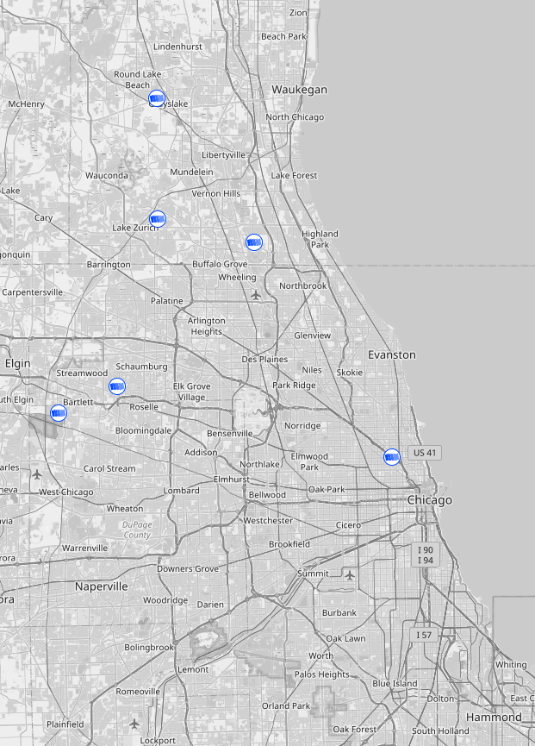 Zion
Beach Park
Lindenhurst
Round Lake
Beach
Waukegan
McHenry
North Chicago
Libertyville
Wauconda
Mundelein
Lake Forest
Lake
Vernon Hills
Cary
Lake Zurich
Highland
Park
Barrington
Buffalo Grove
Wheeling
Carpentersville
Northbrook
Palatine
Arlington
Heights
Glenview
Evanston
Elgin
Schaumburg
Des Plaines
Niles
Skokie
Streamwood
Elk Grove
Village
Park Ridge
Bartlett
Roselle
Bloomingdale
Bensenville
Norridge
Addison
US 41
Northlake
Elmwood
Park
Carol Stream
Elmhurst
West Chicago
Lombard
Bellwood
Oak Park
Chicago
Wheaton
DuPage
County
Westchester
Cicero
Warrenville
Brookfield
I 90
I 94
Downers Grove
Summit
Naperville
Woodridge
Darien
Burbank
Bolingbrook
Oak Lawn
I 57
Lemont
Worth
Palos Heights
Whiting
Romeoville
Blue Island
Orland Park
Dolton
East C
Plainfield
Hammond
Lockport
Oak Forest
South Holland